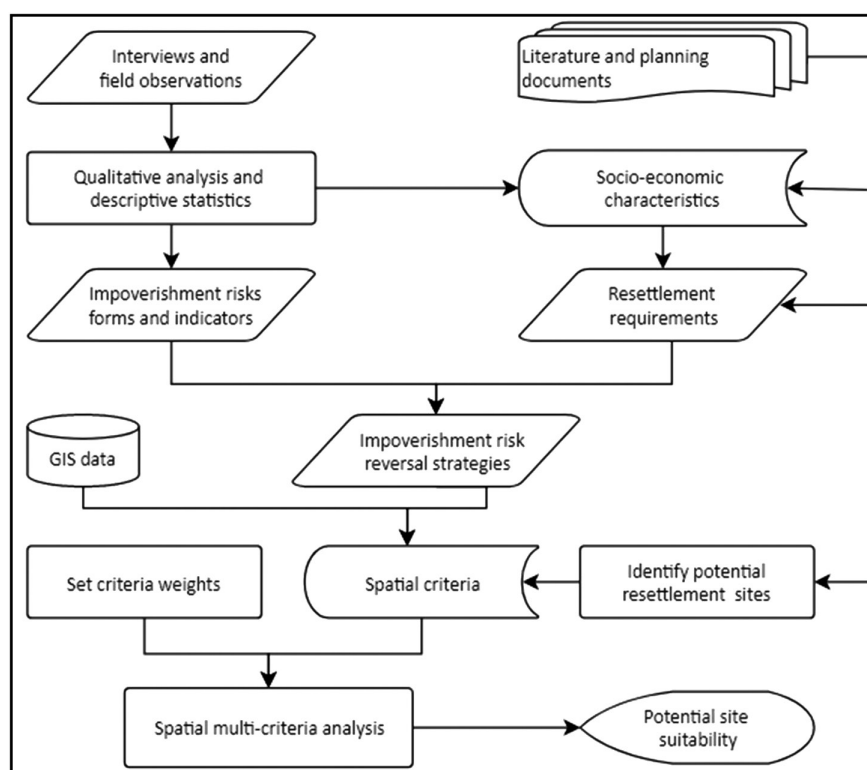 Interviews and
field observations
Literature and planning
documents
Qualitative analysis and
descriptive statistics
Socio-economic
characteristics
Impoverishment risks
forms and indicators
Resettlement
requirements
GIS data
Impoverishment risk
reversal strategies
Set criteria weights
Spatial criteria
Identify potential
resettlement sites
Spatial multi-criteria analysis
Potential site
suitability